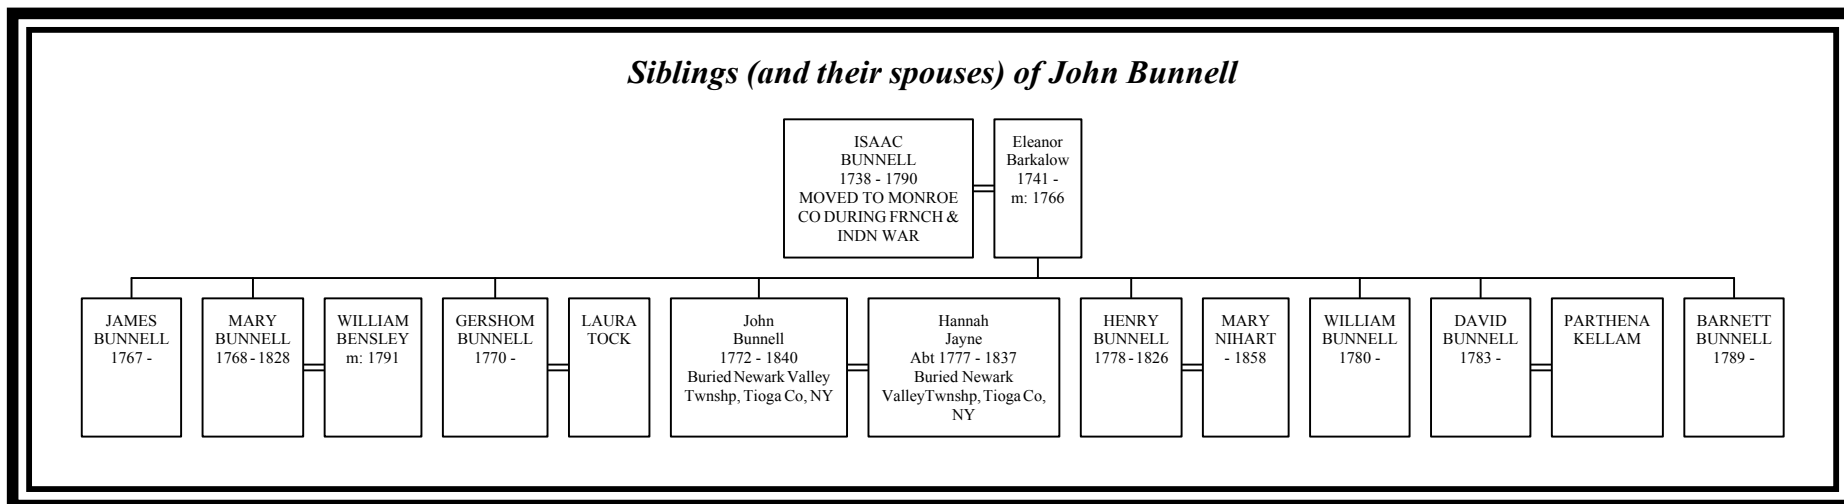 Siblings (and their spouses) of John Bunnell
ISAAC
BUNNELL
1738 - 1790
MOVED TO MONROE
CO DURING FRNCH &
INDN WAR
Eleanor
Barkalow
1741 -
m: 1766
JAMES
BUNNELL
1767 -
MARY
BUNNELL
1768 - 1828
WILLIAM
BENSLEY
m: 1791
GERSHOM
BUNNELL
1770 -
LAURA
TOCK
John
Bunnell
1772 - 1840
Buried Newark Valley
Twnshp, Tioga Co, NY
Hannah
Jayne
Abt 1777 - 1837
Buried Newark
ValleyTwnshp, Tioga Co,
NY
HENRY
BUNNELL
1778 - 1826
MARY
NIHART
- 1858
WILLIAM
BUNNELL
1780 -
DAVID
BUNNELL
1783 -
PARTHENA
KELLAM
BARNETT
BUNNELL
1789 -